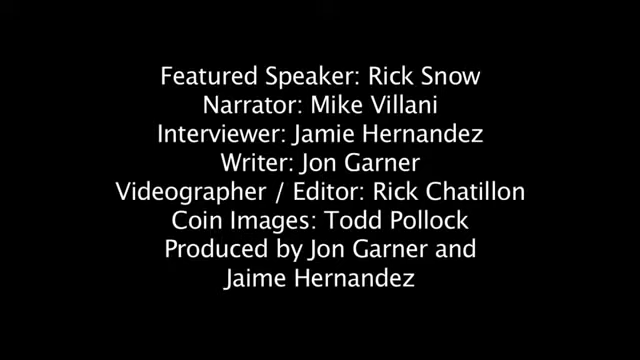 Featured Speaker: Rick Snow
Narrator: Mike Villani
Interviewer: Jamie Hernandez
Writer: Jon Garner
Videographer / Editor: Rick Chatillon
Coin Images: Todd Pollock
Produced by Jon Garner and
Jaime Hernandez